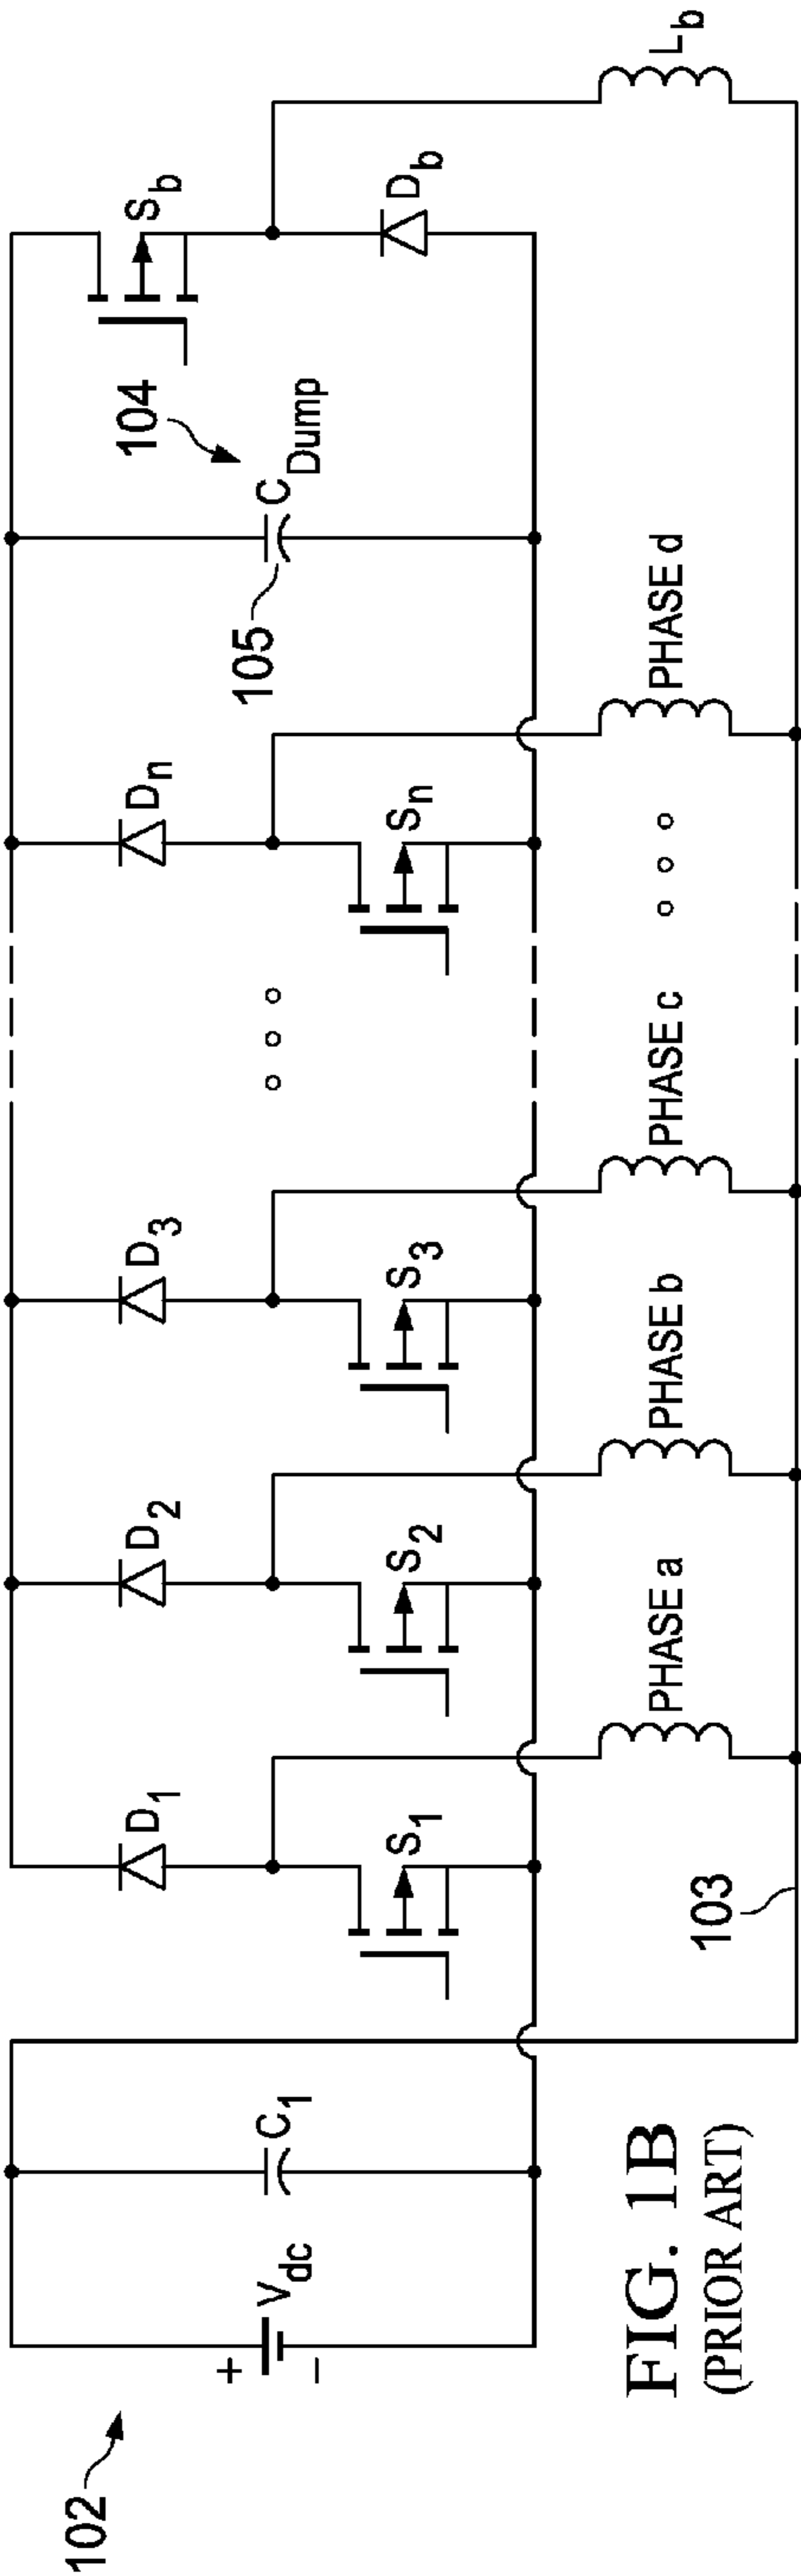 102
+
V_dc
–
C_1
D_1
S_1
D_2
S_2
D_3
S_3
D_n
S_n
104
105
C_Dump
S_b
D_b
L_b
103
PHASE a
PHASE b
PHASE c
PHASE d
FIG. 1B
(PRIOR ART)